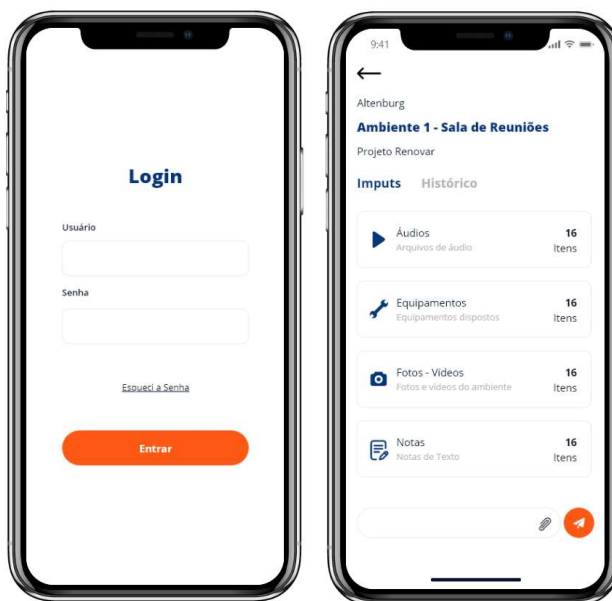 Login
Usuário
Senha
Esqueci a Senha
Entrar
9:41
Altenburg
Ambiente 1 - Sala de Reuniões
Projeto Renovar
Imputs Histórico
Áudios 16
Arquivos de áudio Itens
Equipamentos 16
Equipamentos dispostos Itens
Fotos - Vídeos 16
Fotos e vídeos do ambiente Itens
Notas 16
Notas de Texto Itens